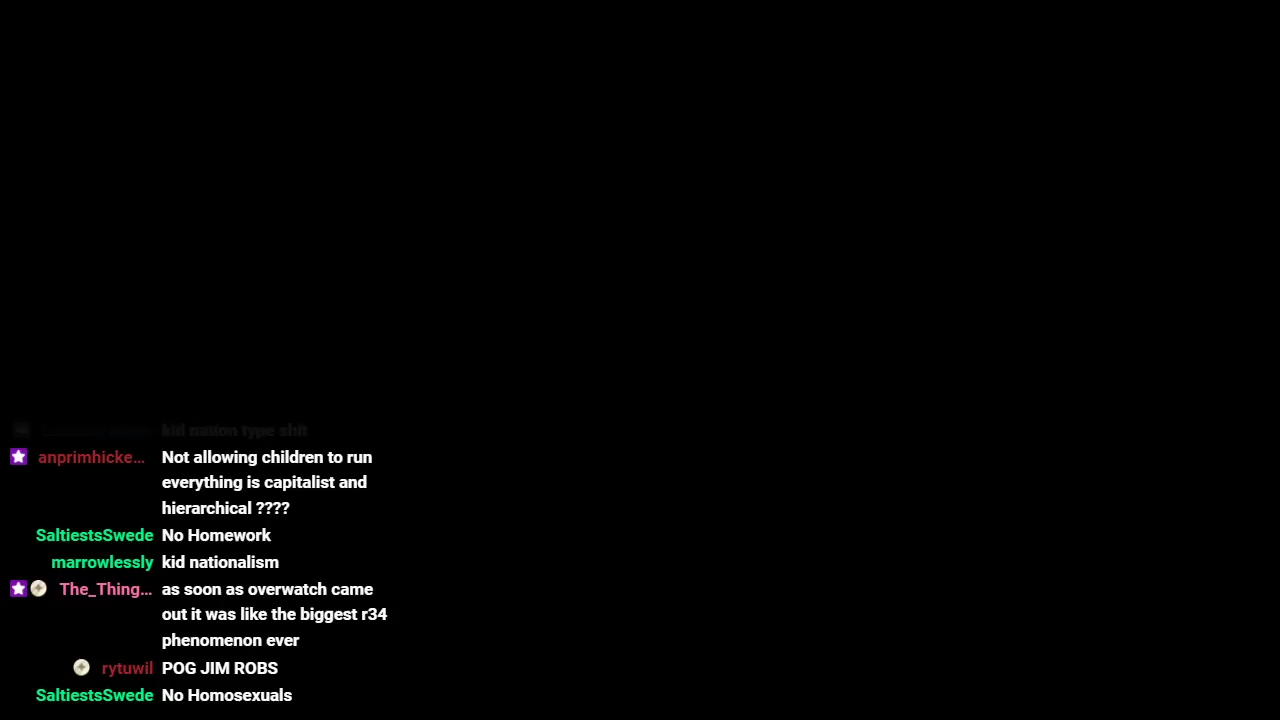 kid nation type shit
anprimhicke... Not allowing children to run
everything is capitalist and
hierarchical ????
SaltiestsSwede No Homework
marrowlessly kid nationalism
The_Thing... as soon as overwatch came
out it was like the biggest r34
phenomenon ever
rytuwil POG JIM ROBS
SaltiestsSwede No Homosexuals